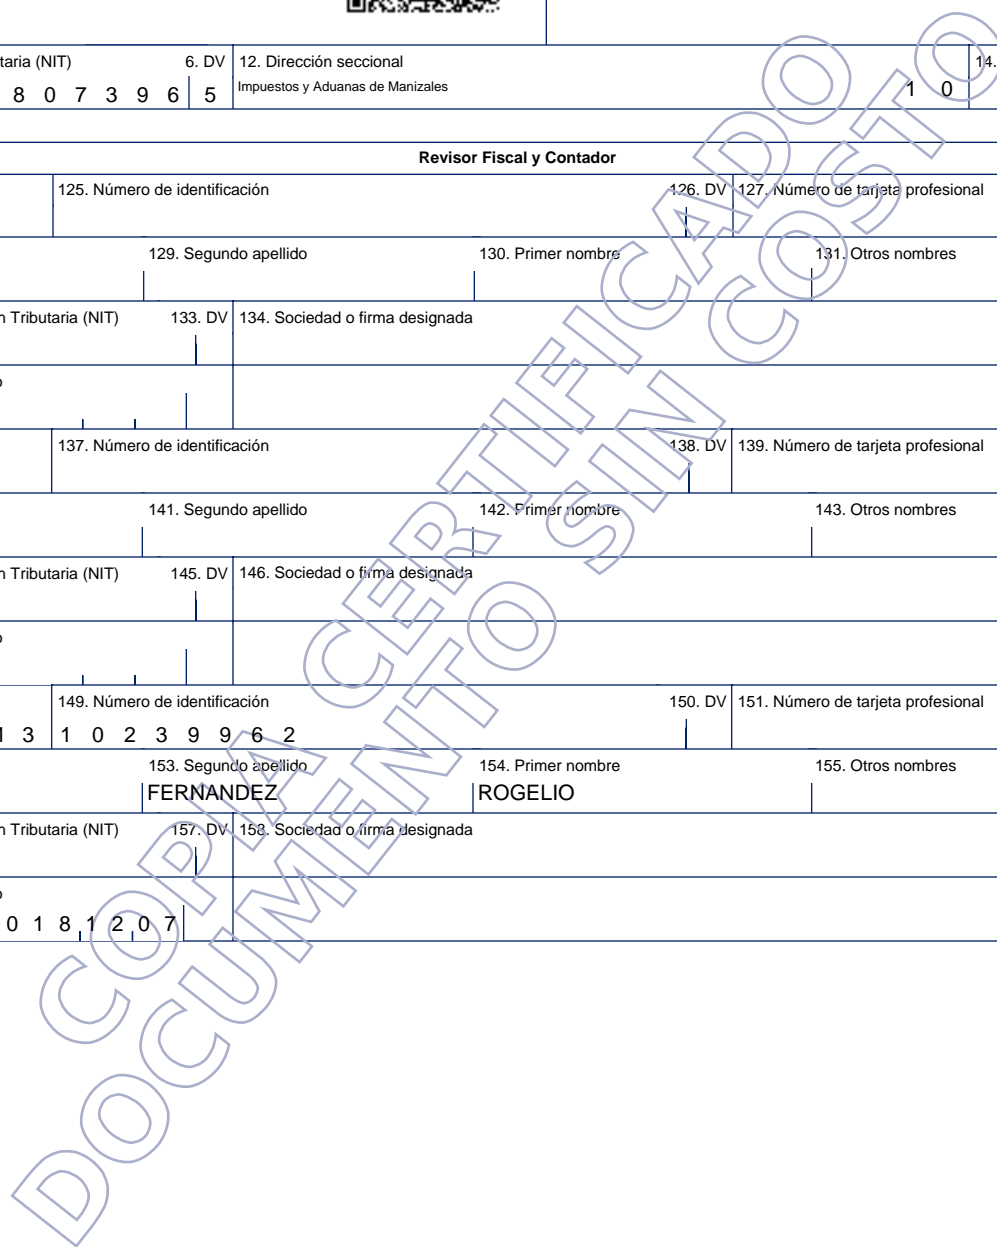 taria (NIT) 6. DV 12. Dirección seccional 14.
8 0 7 3 9 6 5 Impuestos y Aduanas de Manizales 1 0
Revisor Fiscal y Contador
125. Número de identificación 126. DV 127. Número de tarjeta profesional
129. Segundo apellido 130. Primer nombre 131. Otros nombres
n Tributaria (NIT) 133. DV 134. Sociedad o firma designada
o
137. Número de identificación 138. DV 139. Número de tarjeta profesional
141. Segundo apellido 142. Primer nombre 143. Otros nombres
n Tributaria (NIT) 145. DV 146. Sociedad o firma designada
o
149. Número de identificación 150. DV 151. Número de tarjeta profesional
1 3 1 0 2 3 9 9 6 2
153. Segundo apellido 154. Primer nombre 155. Otros nombres
FERNANDEZ ROGELIO
n Tributaria (NIT) 157. DV 158. Sociedad o firma designada
o
0 1 8 1 2 0 7
COPIA CERTIFICADO
DOCUMENTO SIN COSTO